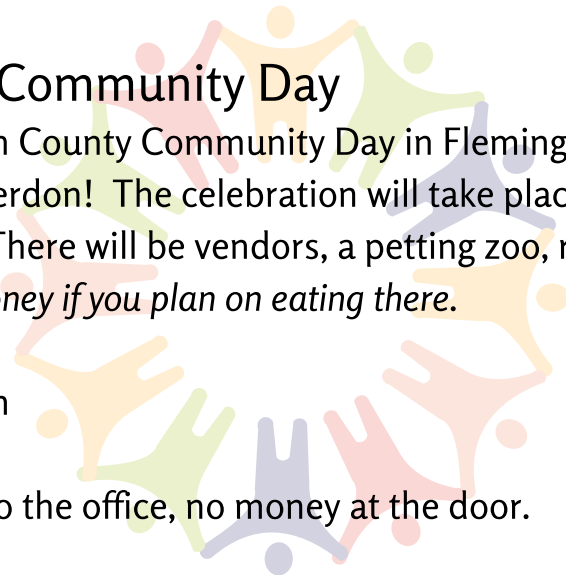 Community Day
n County Community Day in Fleming
erdon! The celebration will take plac
There will be vendors, a petting zoo, r
ney if you plan on eating there.
n
o the office, no money at the door.